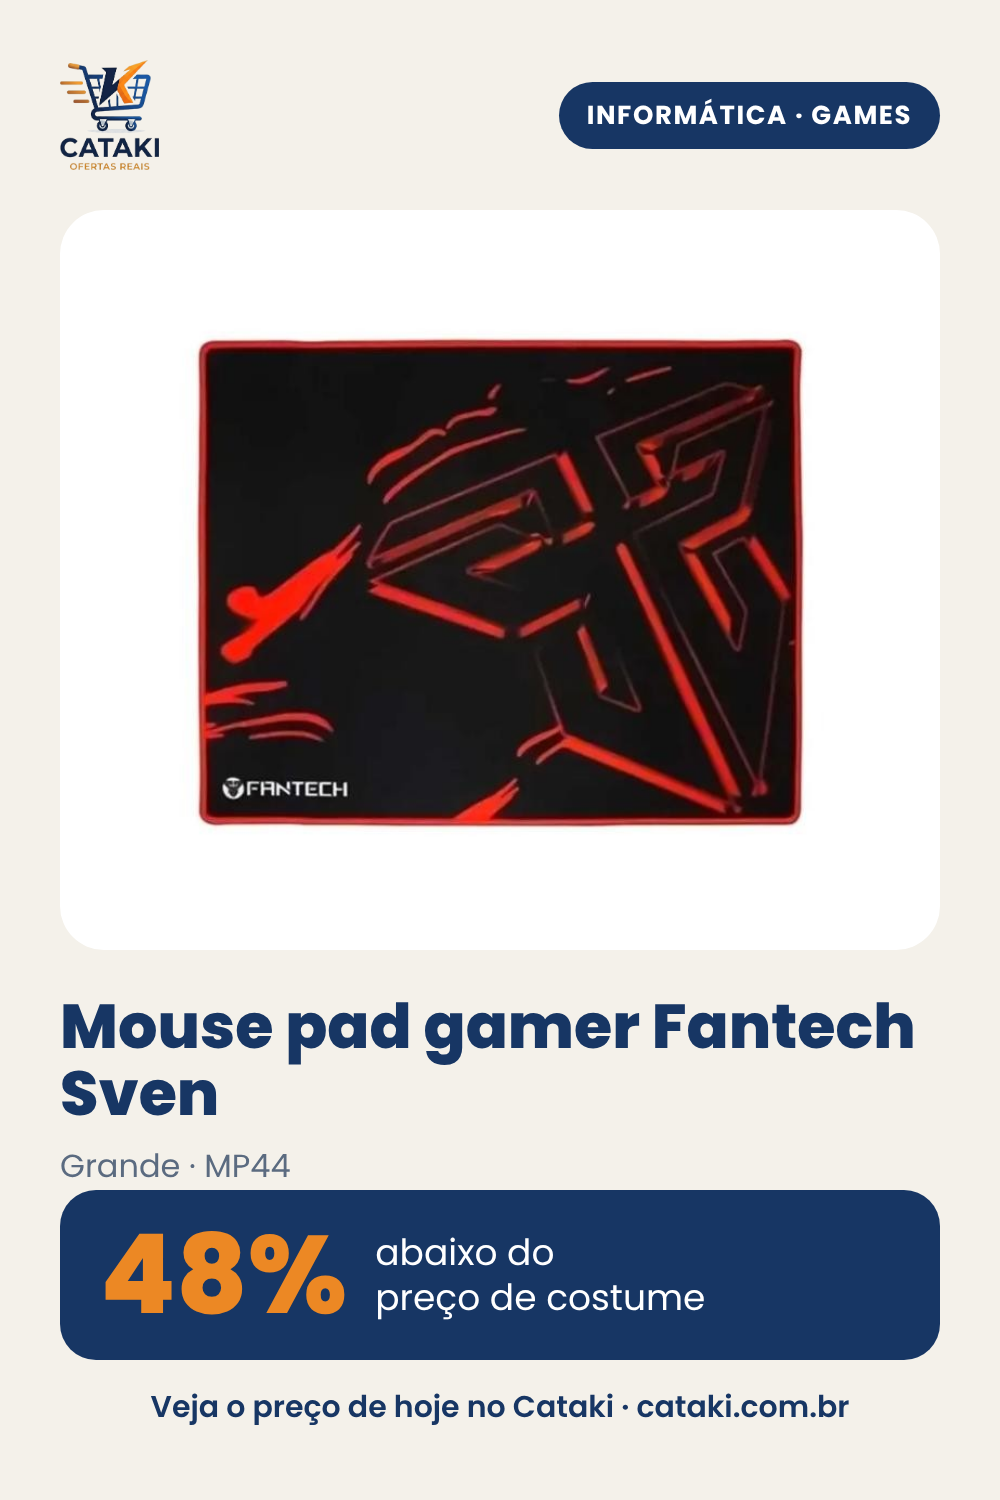 CATAKI
OFERTAS REAIS
INFORMÁTICA · GAMES
FANTECH
Mouse pad gamer Fantech
Sven
Grande · MP44
48%
abaixo do
preço de costume
Veja o preço de hoje no Cataki · cataki.com.br